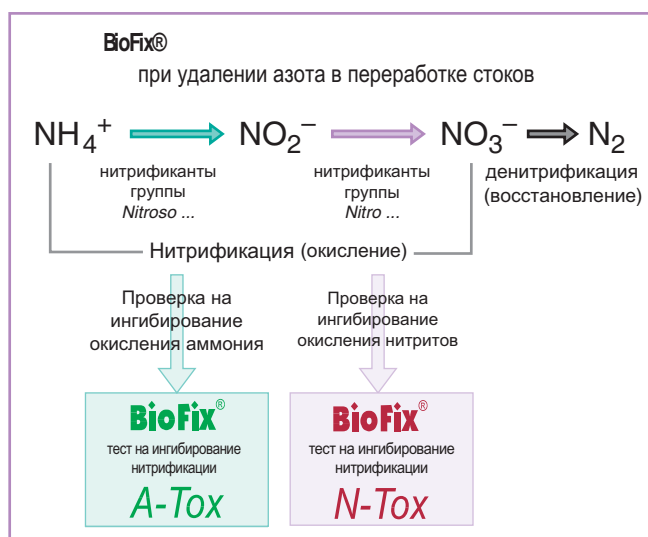 BioFix®
при удалении азота в переработке стоков
NH₄⁺ NO₂⁻ NO₃⁻ N₂
нитрификанты
группы
Nitroso ...
нитрификанты
группы
Nitro ...
денитрификация
(восстановление)
Нитрификация (окисление)
Проверка на
ингибирование
окисления аммония
Проверка на
ингибирование
окисления нитритов
BioFix®
тест на ингибирование
нитрификации
A-Tox
BioFix®
тест на ингибирование
нитрификации
N-Tox